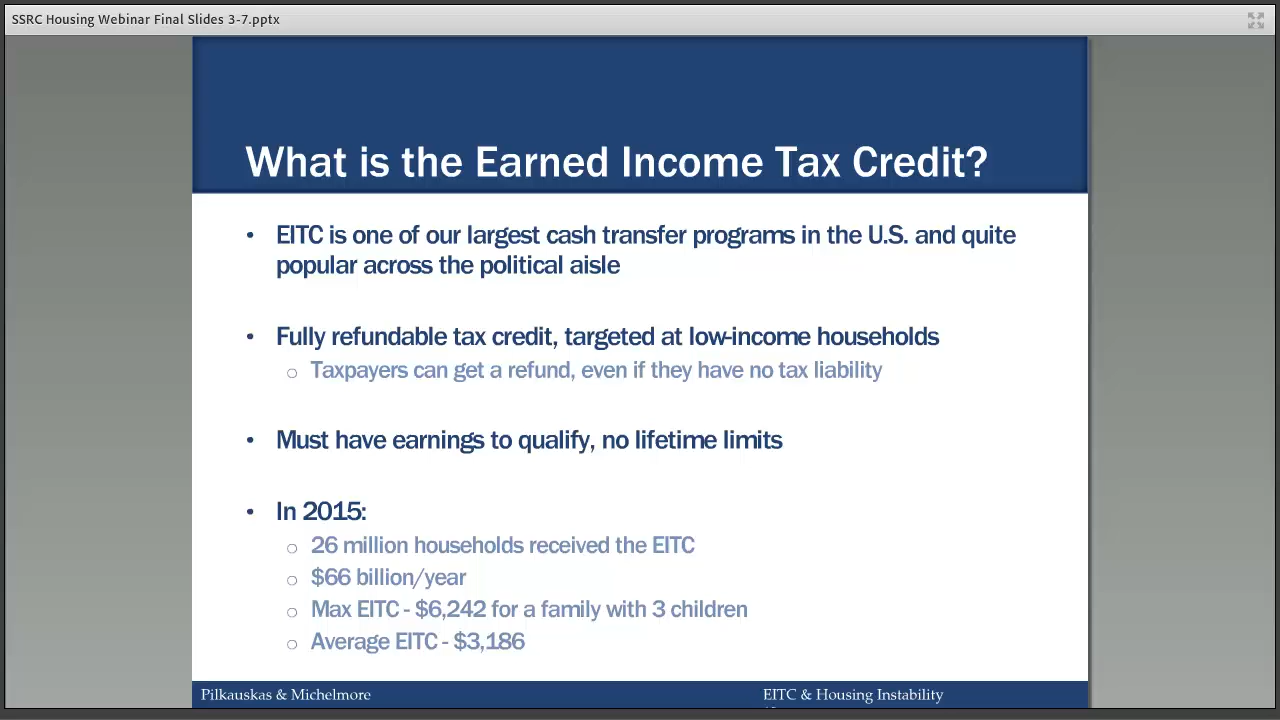 SSRC Housing Webinar Final Slides 3-7.pptx
What is the Earned Income Tax Credit?
• EITC is one of our largest cash transfer programs in the U.S. and quite
popular across the political aisle
• Fully refundable tax credit, targeted at low-income households
○ Taxpayers can get a refund, even if they have no tax liability
• Must have earnings to qualify, no lifetime limits
• In 2015:
○ 26 million households received the EITC
○ $66 billion/year
○ Max EITC - $6,242 for a family with 3 children
○ Average EITC - $3,186
Pilkauskas & Michelmore
EITC & Housing Instability